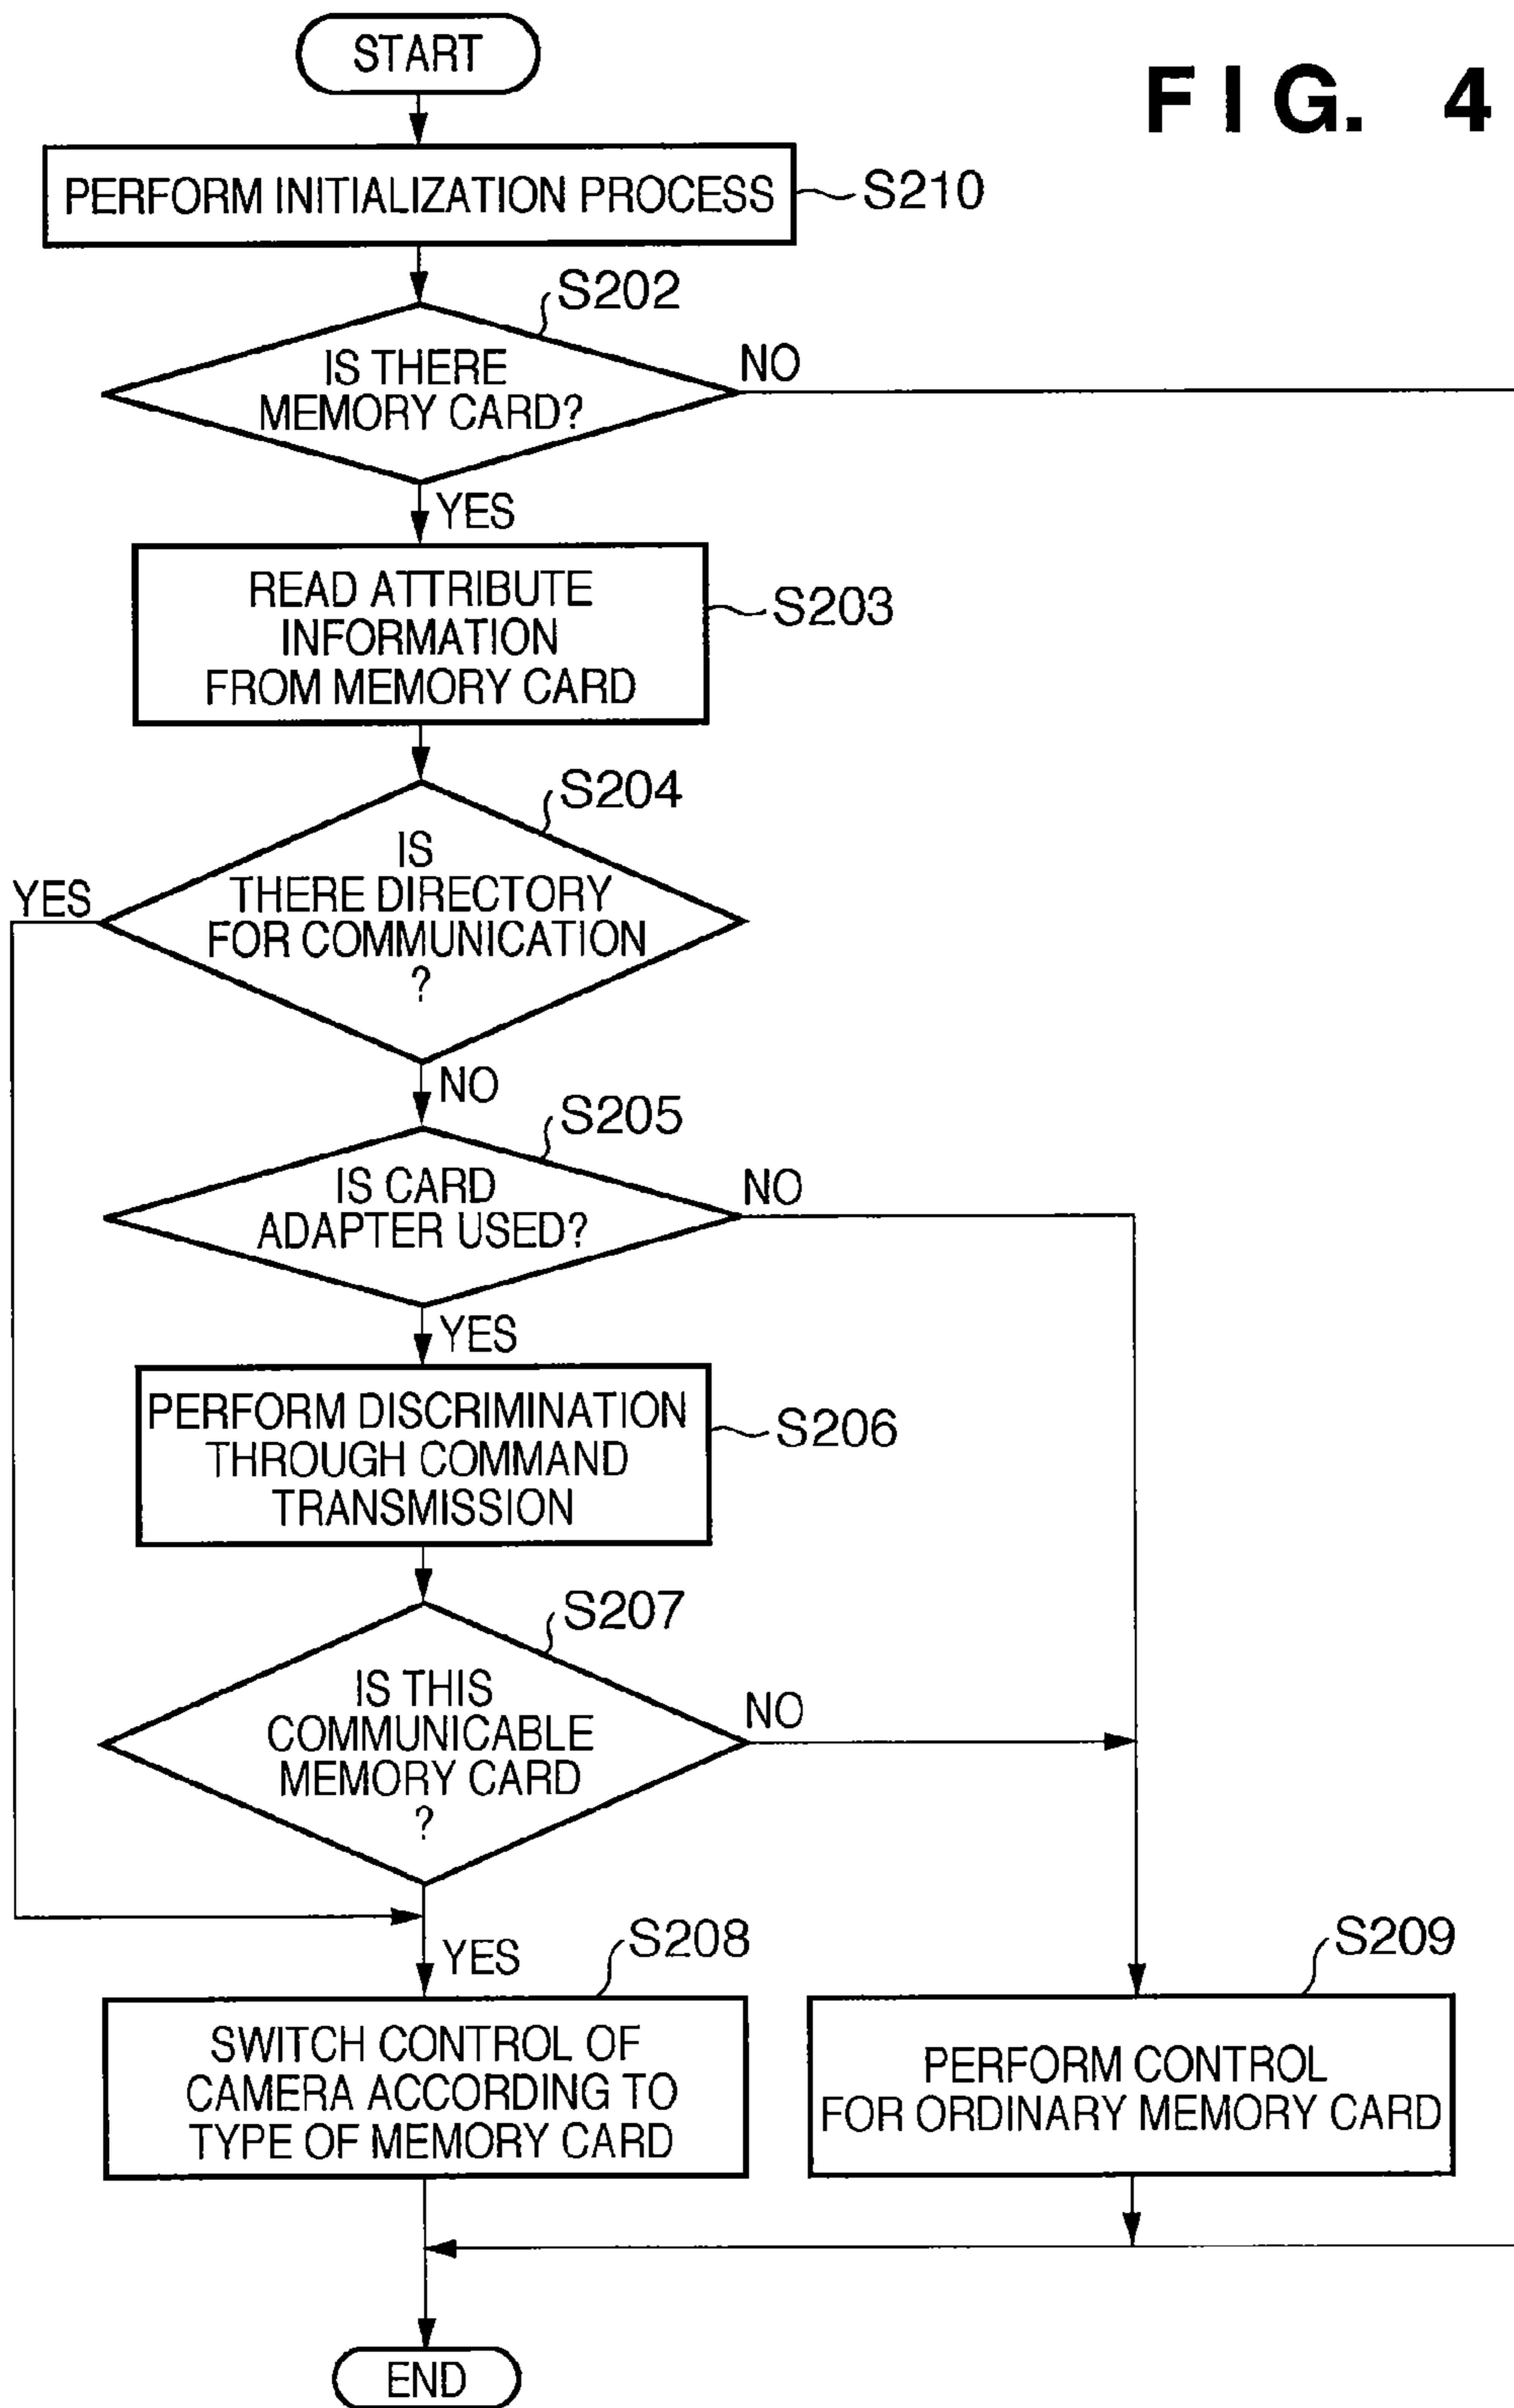 FIG. 4
START
PERFORM INITIALIZATION PROCESS
S210
S202
IS THERE
MEMORY CARD?
NO
YES
READ ATTRIBUTE
INFORMATION
FROM MEMORY CARD
S203
S204
IS
THERE DIRECTORY
FOR COMMUNICATION
?
YES
NO
S205
IS CARD
ADAPTER USED?
NO
YES
PERFORM DISCRIMINATION
THROUGH COMMAND
TRANSMISSION
S206
S207
IS THIS
COMMUNICABLE
MEMORY CARD
?
NO
YES
S208
SWITCH CONTROL OF
CAMERA ACCORDING TO
TYPE OF MEMORY CARD
S209
PERFORM CONTROL
FOR ORDINARY MEMORY CARD
END